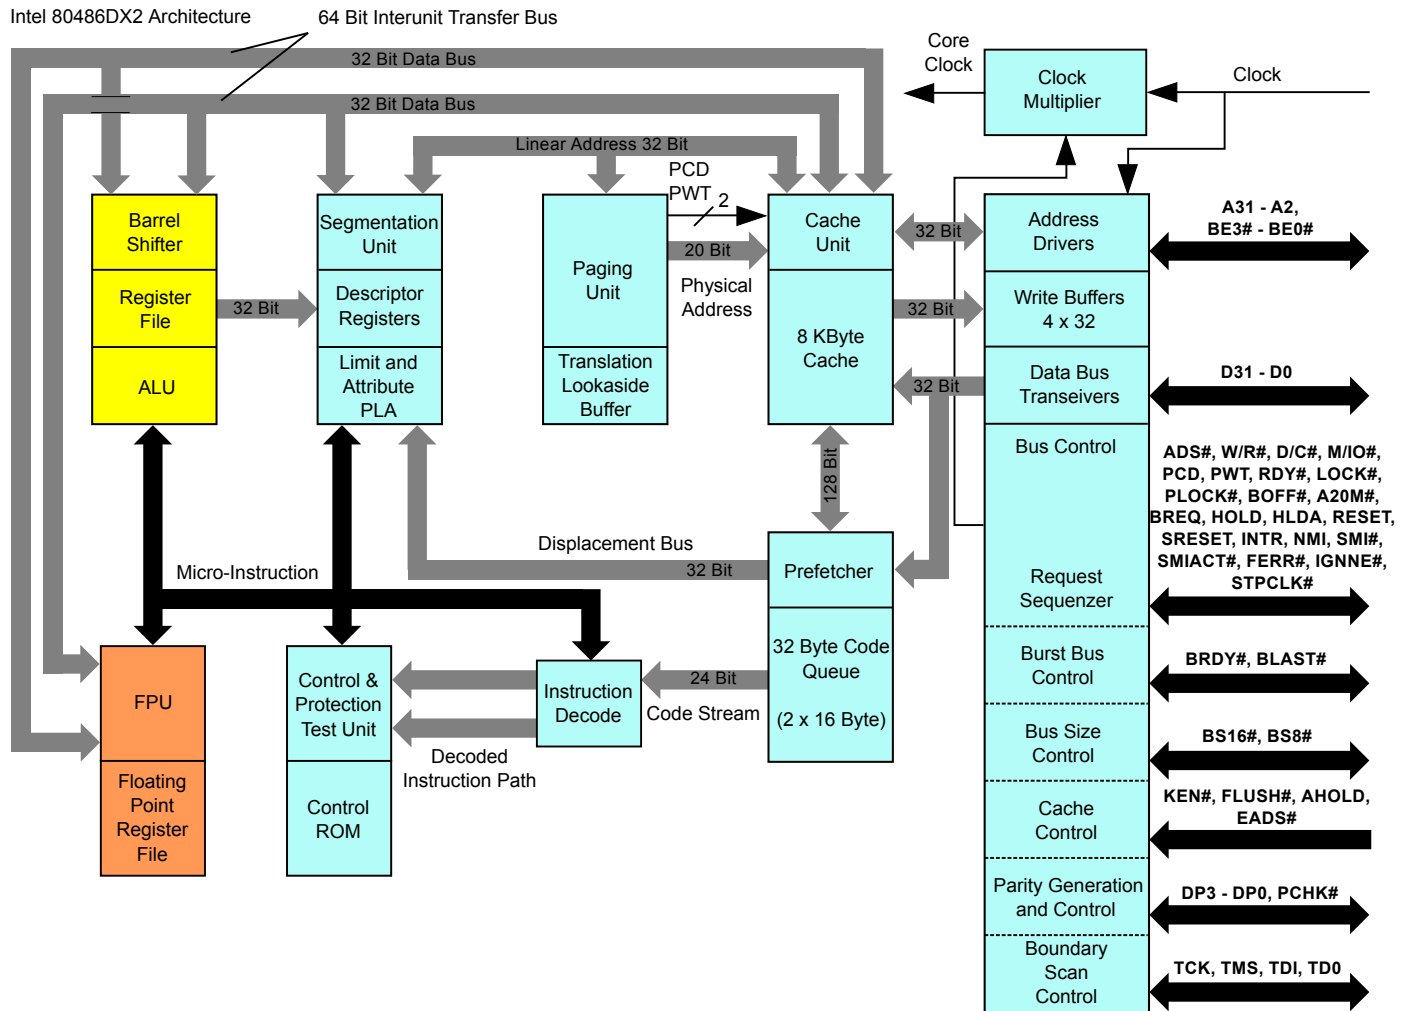 Intel 80486DX2 Architecture
64 Bit Interunit Transfer Bus
32 Bit Data Bus
32 Bit Data Bus
Linear Address 32 Bit
PCD
PWT
2
Core
Clock
Clock
Multiplier
Clock
Barrel
Shifter
Register
File
ALU
32 Bit
Segmentation
Unit
Descriptor
Registers
Limit and
Attribute
PLA
Paging
Unit
Translation
Lookaside
Buffer
20 Bit
Physical
Address
Cache
Unit
8 KByte
Cache
32 Bit
32 Bit
32 Bit
128 Bit
Address
Drivers
Write Buffers
4 x 32
Data Bus
Transeivers
Bus Control
Request
Sequenzer
Burst Bus
Control
Bus Size
Control
Cache
Control
Parity Generation
and Control
Boundary
Scan
Control
A31 - A2,
BE3# - BE0#
D31 - D0
ADS#, W/R#, D/C#, M/IO#,
PCD, PWT, RDY#, LOCK#,
PLOCK#, BOFF#, A20M#,
BREQ, HOLD, HLDA, RESET,
SRESET, INTR, NMI, SMI#,
SMIACT#, FERR#, IGNNE#,
STPCLK#
BRDY#, BLAST#
BS16#, BS8#
KEN#, FLUSH#, AHOLD,
EADS#
DP3 - DP0, PCHK#
TCK, TMS, TDI, TD0
Displacement Bus
32 Bit
Prefetcher
32 Byte Code
Queue
(2 x 16 Byte)
Micro-Instruction
24 Bit
Code Stream
Instruction
Decode
Decoded
Instruction Path
Control &
Protection
Test Unit
Control
ROM
FPU
Floating
Point
Register
File